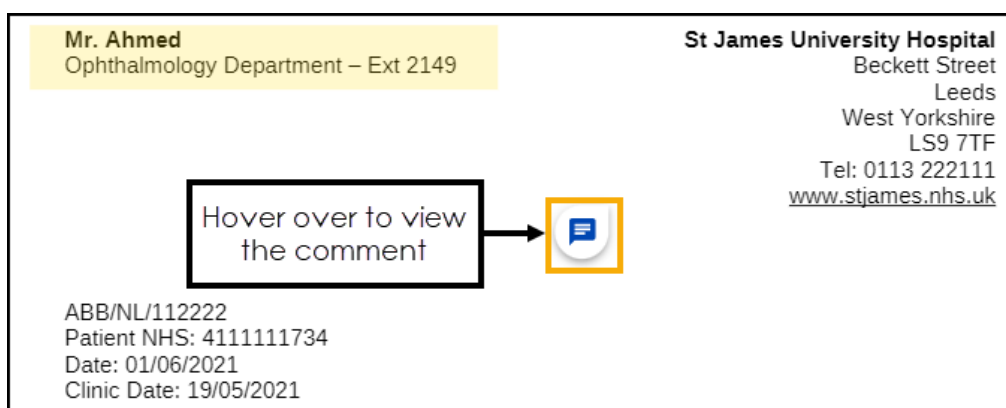 Mr. Ahmed
Ophthalmology Department – Ext 2149
St James University Hospital
Beckett Street
Leeds
West Yorkshire
LS9 7TF
Tel: 0113 222111
www.stjames.nhs.uk
Hover over to view
the comment
ABB/NL/112222
Patient NHS: 4111111734
Date: 01/06/2021
Clinic Date: 19/05/2021